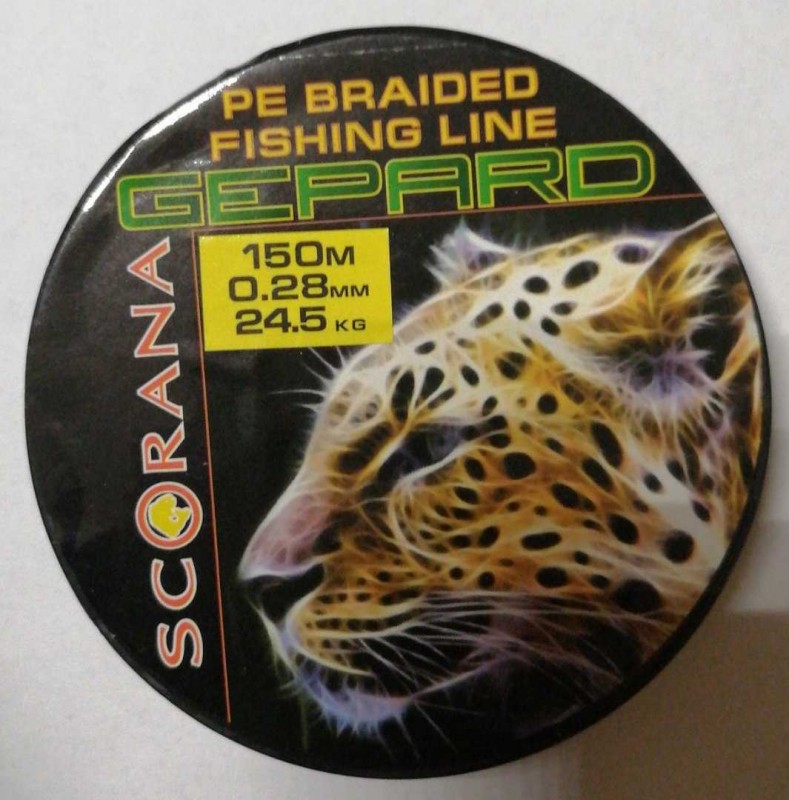 PE BRAIDED
FISHING LINE
GEPARD
150M
0.28MM
24.5 KG
SCORANA